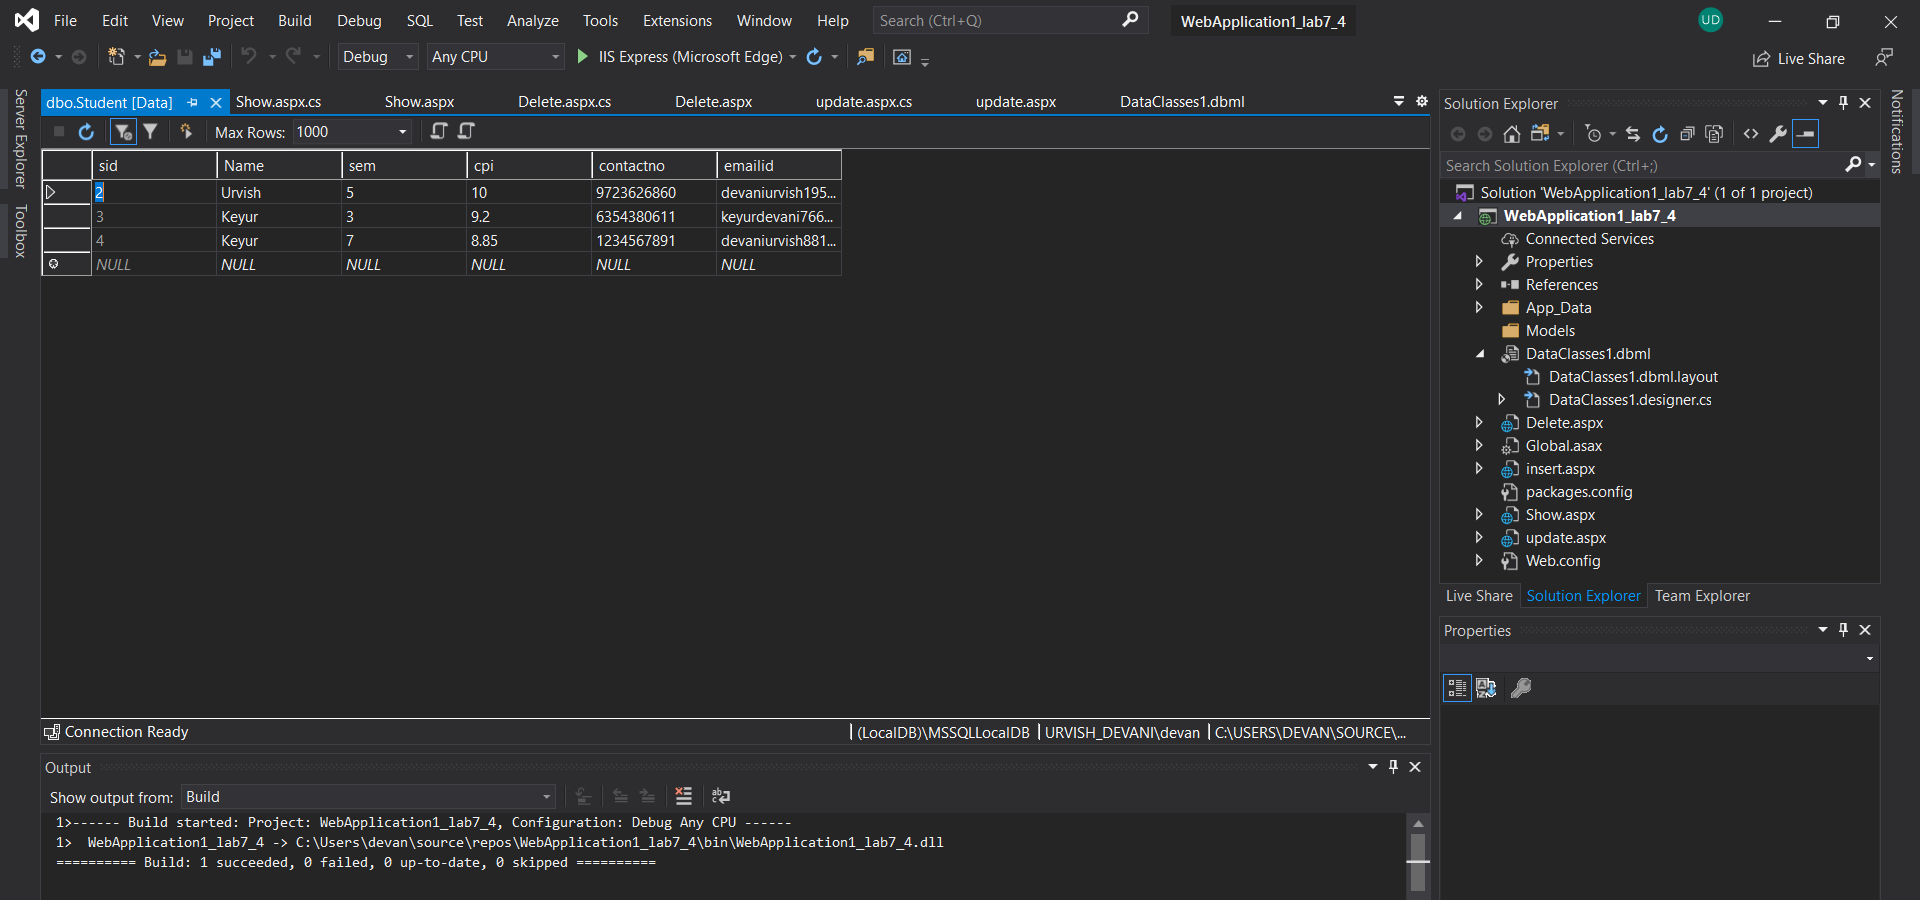 File Edit View Project Build Debug SQL Test Analyze Tools Extensions Window Help Search (Ctrl+Q) WebApplication1_lab7_4 UD
Debug Any CPU IIS Express (Microsoft Edge) Live Share
Server Explorer
Toolbox
dbo.Student [Data] Show.aspx.cs Show.aspx Delete.aspx.cs Delete.aspx update.aspx.cs update.aspx DataClasses1.dbml
Max Rows: 1000
sid Name sem cpi contactno emailid
2 Urvish 5 10 9723626860 devaniurvish195...
3 Keyur 3 9.2 6354380611 keyurdevani766...
4 Keyur 7 8.85 1234567891 devaniurvish881...
NULL NULL NULL NULL NULL NULL
Connection Ready (LocalDB)\MSSQLLocalDB URVISH_DEVANI\devan C:\USERS\DEVAN\SOURCE\...
Output
Show output from: Build
1>------ Build started: Project: WebApplication1_lab7_4, Configuration: Debug Any CPU ------
1>  WebApplication1_lab7_4 -> C:\Users\devan\source\repos\WebApplication1_lab7_4\bin\WebApplication1_lab7_4.dll
========== Build: 1 succeeded, 0 failed, 0 up-to-date, 0 skipped ==========
Solution Explorer
Search Solution Explorer (Ctrl+;)
Solution 'WebApplication1_lab7_4' (1 of 1 project)
WebApplication1_lab7_4
Connected Services
Properties
References
App_Data
Models
DataClasses1.dbml
DataClasses1.dbml.layout
DataClasses1.designer.cs
Delete.aspx
Global.asax
insert.aspx
packages.config
Show.aspx
update.aspx
Web.config
Live Share Solution Explorer Team Explorer
Properties
Notifications